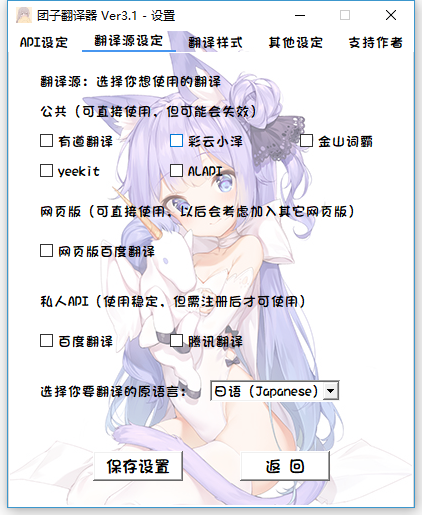 团子翻译器 Ver3.1 - 设置
API设定 翻译源设定 翻译样式 其他设定 支持作者
翻译源：选择你想使用的翻译
公共（可直接使用，但可能会失效）
有道翻译 彩云小泽 金山词霸
yeekit ALAPI
网页版（可直接使用，以后会考虑加入其它网页版）
网页版百度翻译
私人API（使用稳定，但需注册后才可使用）
百度翻译 腾讯翻译
选择你要翻译的原语言： 日语（Japanese）
保存设置 返 回